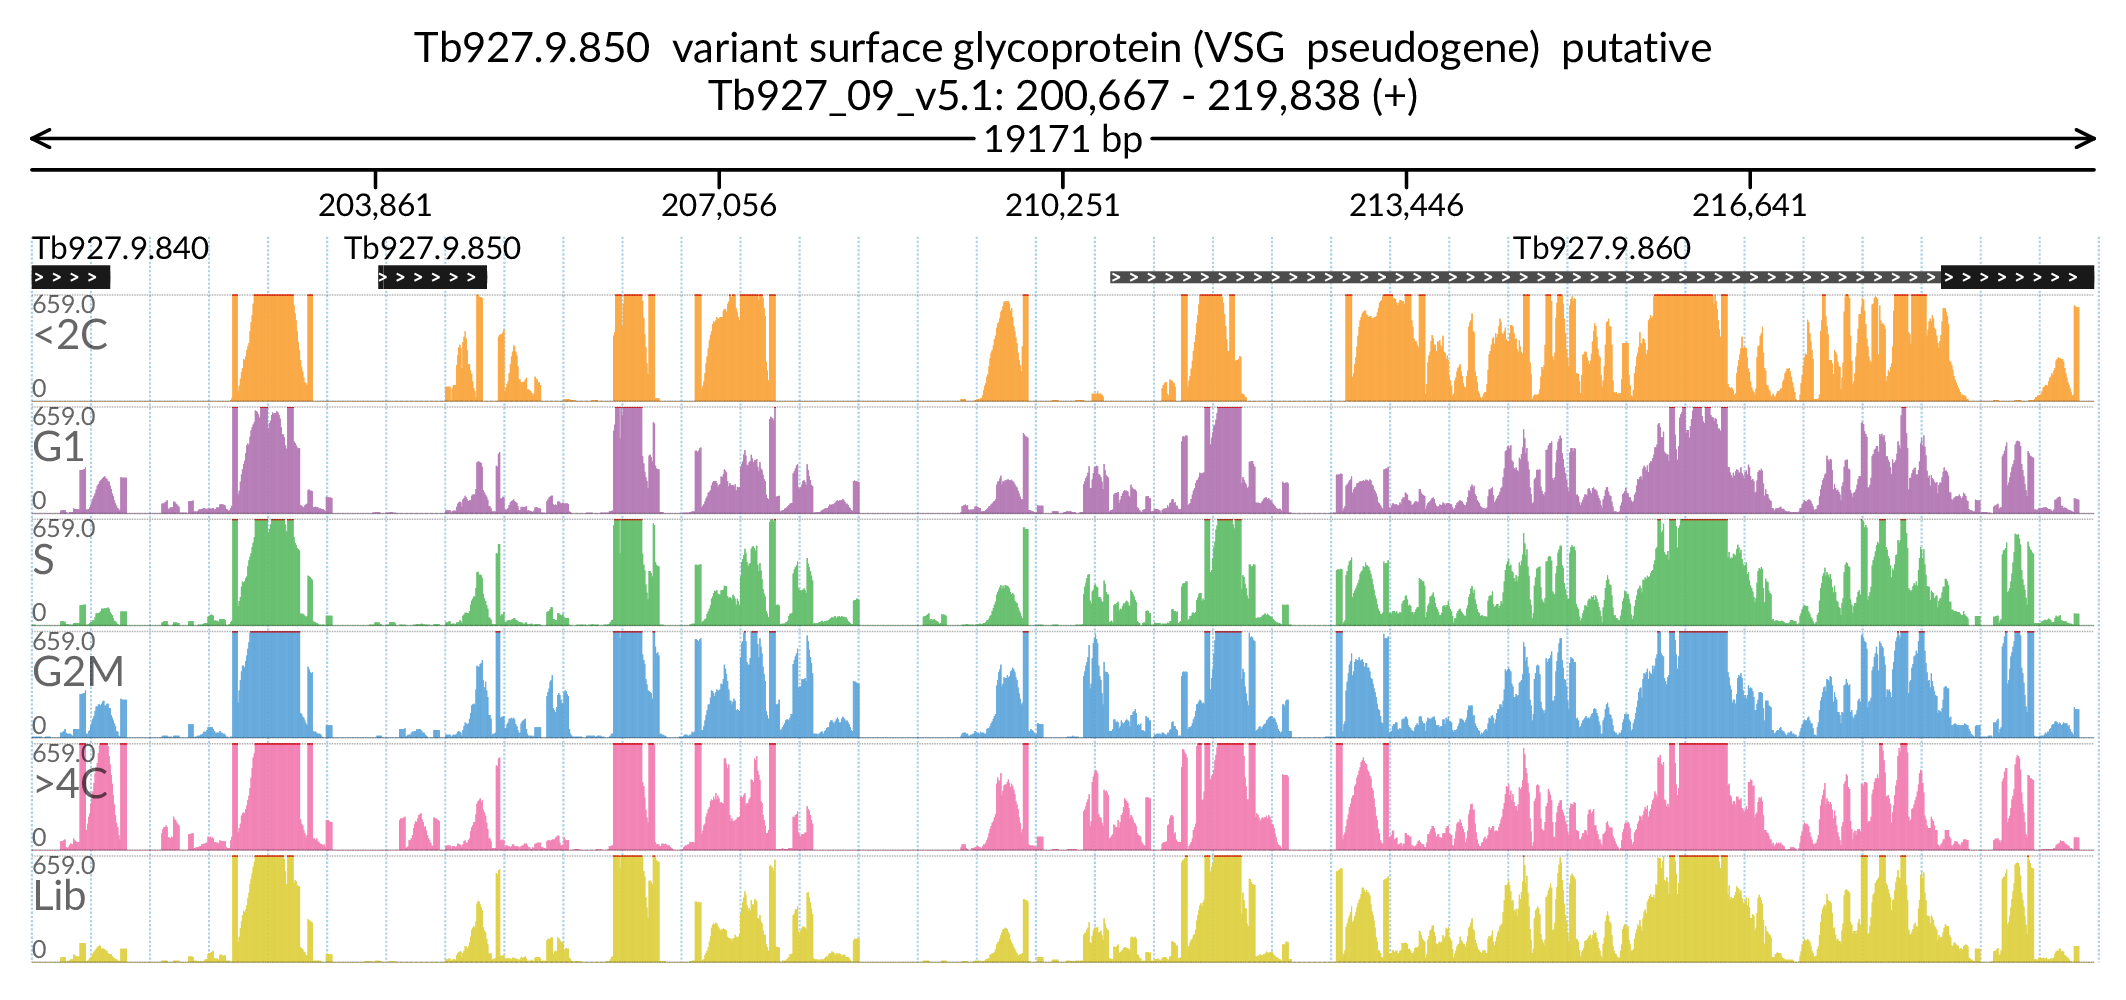 Tb927.9.850 variant surface glycoprotein (VSG pseudogene) putative
Tb927_09_v5.1: 200,667 - 219,838 (+)
19171 bp
203,861 207,056 210,251 213,446 216,641
Tb927.9.840 Tb927.9.850 Tb927.9.860
659.0
<2C
0
659.0
G1
0
659.0
S
0
659.0
G2M
0
659.0
>4C
0
659.0
Lib
0